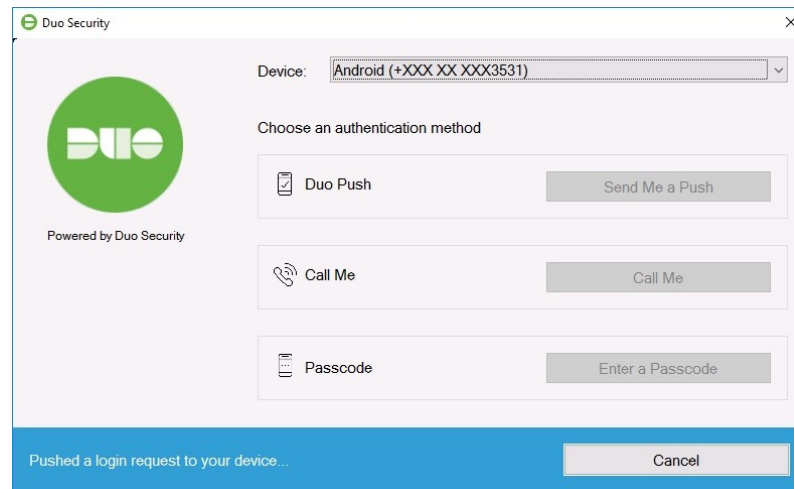 Duo Security
Device: Android (+XXX XX XXX3531)
DUO
Powered by Duo Security
Choose an authentication method
Duo Push Send Me a Push
Call Me Call Me
Passcode Enter a Passcode
Pushed a login request to your device... Cancel